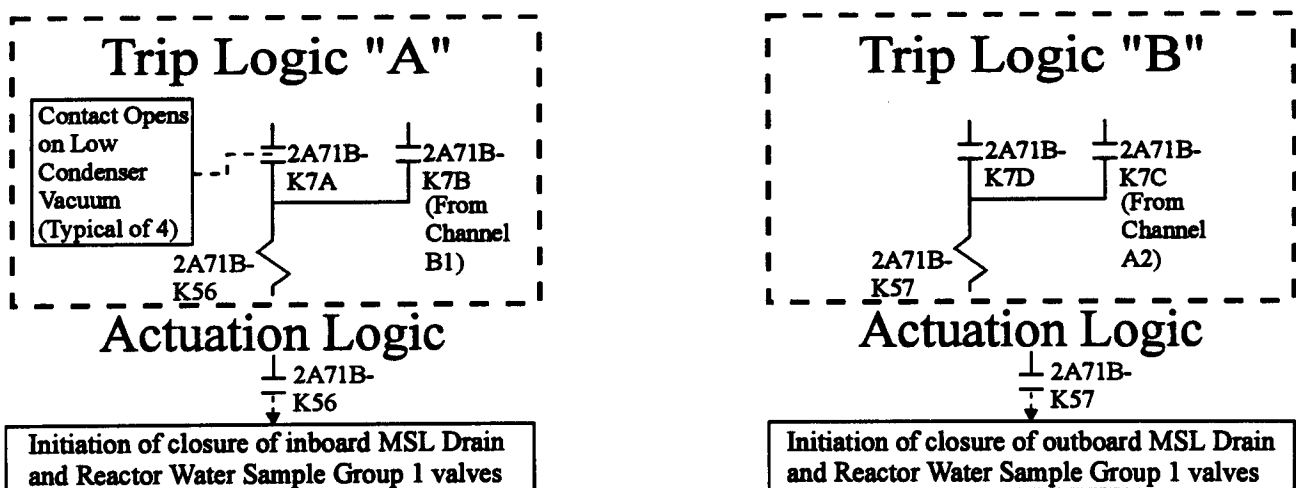 Trip Logic "A"
Contact Opens
on Low
Condenser
Vacuum
(Typical of 4)
2A71B-
K7A
2A71B-
K7B
(From
Channel
B1)
2A71B-
K56
Actuation Logic
2A71B-
K56
Initiation of closure of inboard MSL Drain
and Reactor Water Sample Group 1 valves
Trip Logic "B"
2A71B-
K7D
2A71B-
K7C
(From
Channel
A2)
2A71B-
K57
Actuation Logic
2A71B-
K57
Initiation of closure of outboard MSL Drain
and Reactor Water Sample Group 1 valves